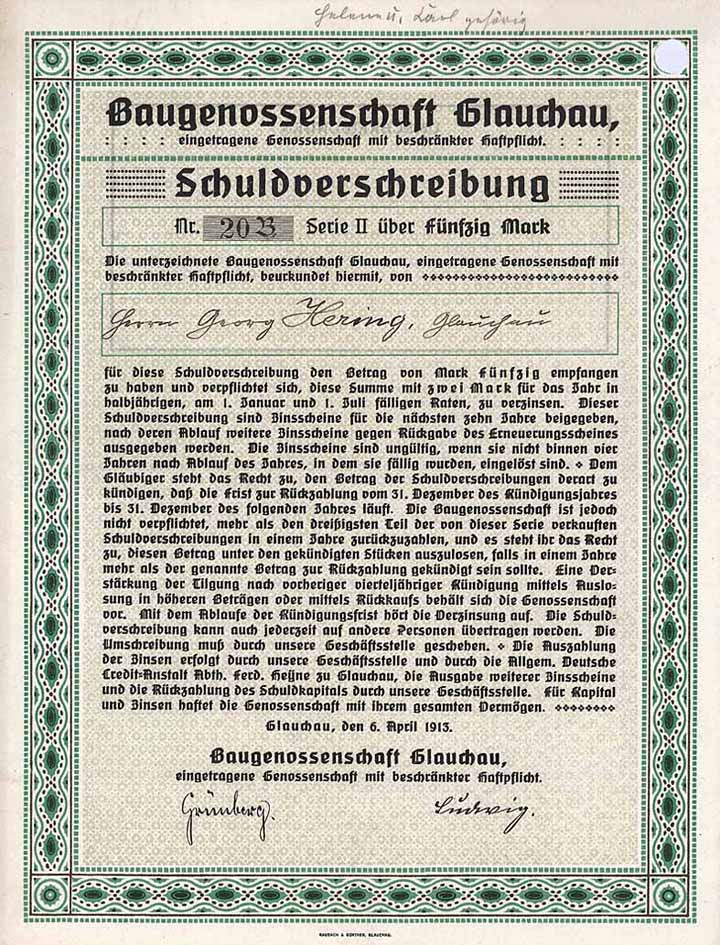 Helene u. Karl gehörig
Baugenossenschaft Glauchau,
: : : : eingetragene Genossenschaft mit beschränkter Haftpflicht. : : : :
Schuldverschreibung
Nr. 20 B Serie II über Fünfzig Mark
Die unterzeichnete Baugenossenschaft Glauchau, eingetragene Genossenschaft mit
beschränkter Haftpflicht, beurkundet hiermit, von
Herrn Georg Hering, Glauchau
für diese Schuldverschreibung den Betrag von Mark Fünfzig empfangen
zu haben und verpflichtet sich, diese Summe mit zwei Mark für das Jahr in
halbjährigen, am 1. Januar und 1. Juli fälligen Raten, zu verzinsen. Dieser
Schuldverschreibung sind Zinsscheine für die nächsten zehn Jahre beigegeben,
nach deren Ablauf weitere Zinsscheine gegen Rückgabe des Erneuerungsscheines
ausgegeben werden. Die Zinsscheine sind ungültig, wenn sie nicht binnen vier
Jahren nach Ablauf des Jahres, in dem sie fällig wurden, eingelöst sind. Dem
Gläubiger steht das Recht zu, den Betrag der Schuldverschreibungen derart zu
kündigen, daß die Frist zur Rückzahlung vom 31. Dezember des Kündigungsjahres
bis 31. Dezember des folgenden Jahres läuft. Die Baugenossenschaft ist jedoch
nicht verpflichtet, mehr als den dreißigsten Teil der von dieser Serie verkauften
Schuldverschreibungen in einem Jahre zurückzuzahlen, und es steht ihr das Recht
zu, diesen Betrag unter den gekündigten Stücken auszulosen, falls in einem Jahre
mehr als der genannte Betrag zur Rückzahlung gekündigt sein sollte. Eine Ver-
stärkung der Tilgung nach vorheriger vierteljähriger Kündigung mittels Auslo-
sung in höheren Beträgen oder mittels Rückkaufs behält sich die Genossenschaft
vor. Mit dem Ablaufe der Kündigungsfrist hört die Verzinsung auf. Die Schuld-
verschreibung kann auch jederzeit auf andere Personen übertragen werden. Die
Umschreibung muß durch unsere Geschäftsstelle geschehen. Die Auszahlung
der Zinsen erfolgt durch unsere Geschäftsstelle und durch die Allgem. Deutsche
Credit-Anstalt Abth. Ferd. Heyne zu Glauchau, die Ausgabe weiterer Zinsscheine
und die Rückzahlung des Schuldkapitals durch unsere Geschäftsstelle. Für Kapital
und Zinsen haftet die Genossenschaft mit ihrem gesamten Vermögen.
Glauchau, den 6. April 1913.
Baugenossenschaft Glauchau,
eingetragene Genossenschaft mit beschränkter Haftpflicht.
Grünberg. Ludwig.
RAUBACH & GÜRTNER, GLAUCHAU.